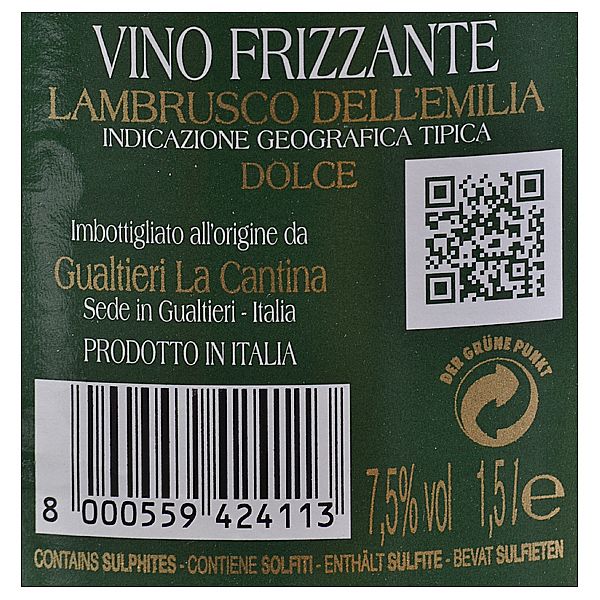 VINO FRIZZANTE
LAMBRUSCO DELL'EMILIA
INDICAZIONE GEOGRAFICA TIPICA
DOLCE
Imbottigliato all'origine da
Gualtieri La Cantina
Sede in Gualtieri - Italia
PRODOTTO IN ITALIA
DER GRÜNE PUNKT
8 000559 424113
7,5% vol 1,5 l e
CONTAINS SULPHITES - CONTIENE SOLFITI - ENTHÄLT SULFITE - BEVAT SULFIETEN